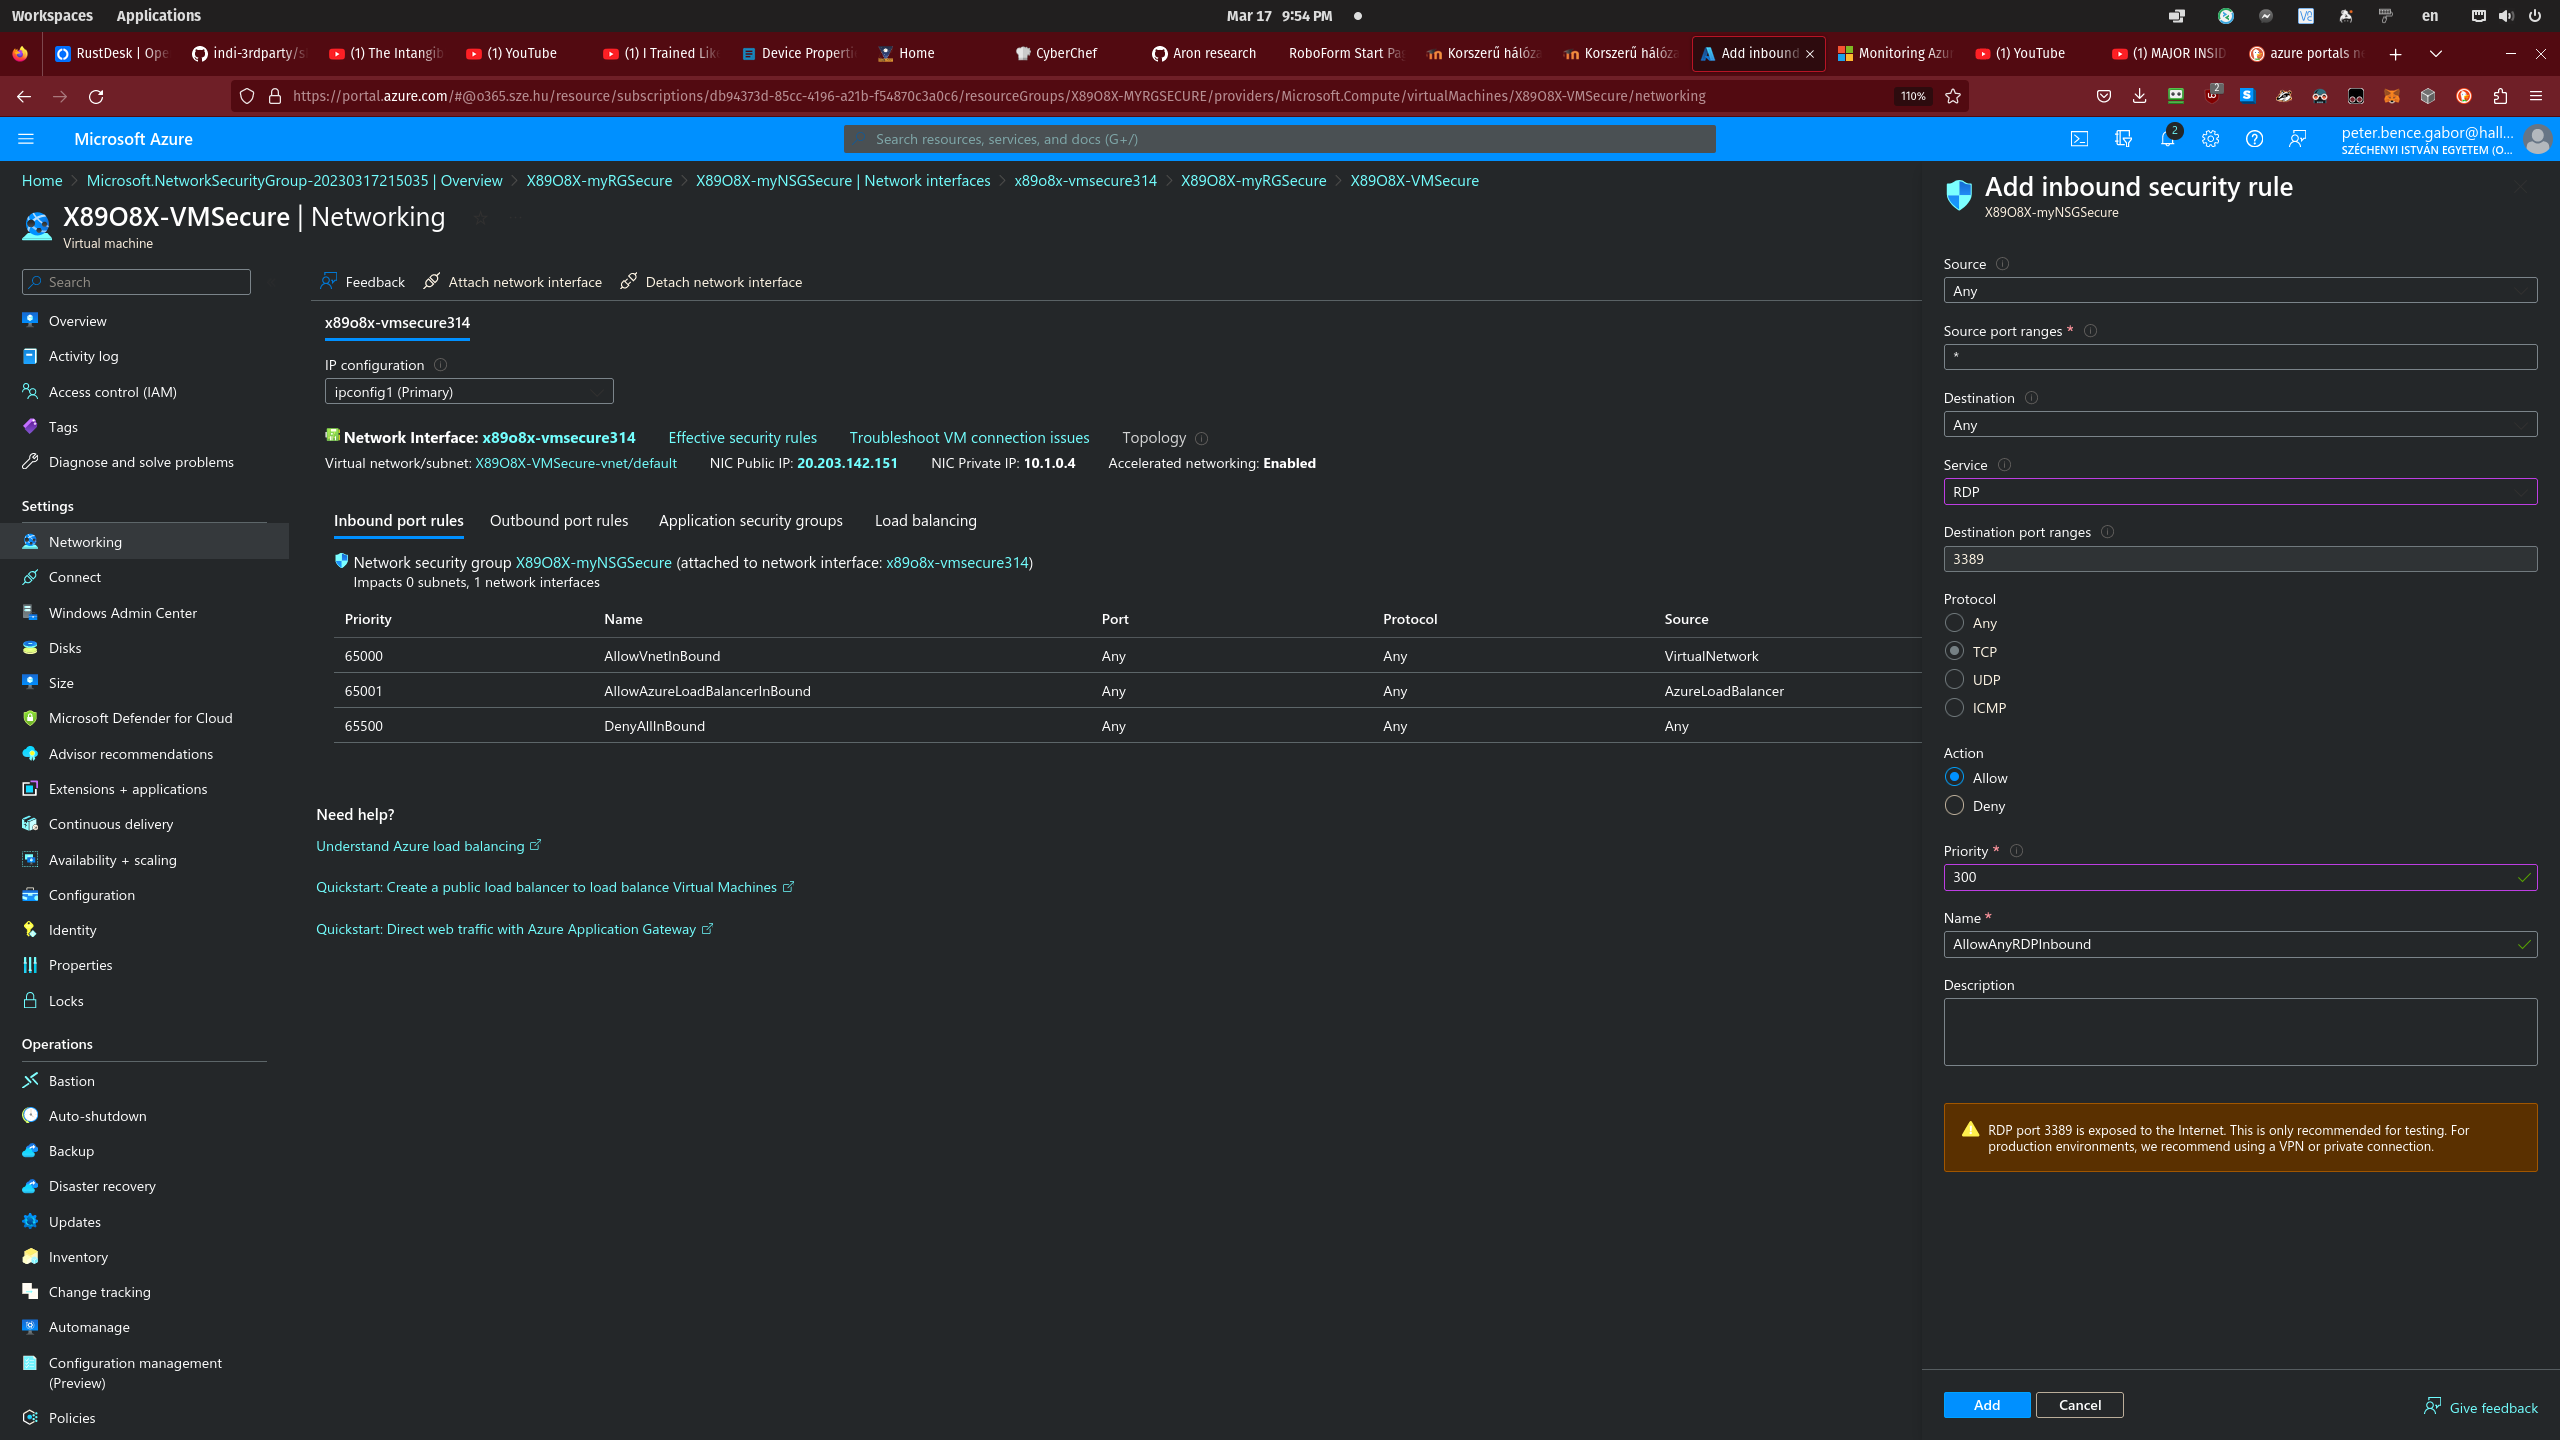 Workspaces Applications Mar 17 9:54 PM en
RustDesk | Ope indi-3rdparty/s (1) The Intangib (1) YouTube (1) I Trained Like Device Properti Home CyberChef Aron research RoboForm Start Pa Korszerű hálóza Korszerű hálóza Add inbound Monitoring Azur (1) YouTube (1) MAJOR INSID azure portals n
https://portal.azure.com/#@o365.sze.hu/resource/subscriptions/db94373d-85cc-4196-a21b-f54870c3a0c6/resourceGroups/X89O8X-MYRGSECURE/providers/Microsoft.Compute/virtualMachines/X89O8X-VMSecure/networking 110% 2
Microsoft Azure Search resources, services, and docs (G+/) 2 peter.bence.gabor@hall...
SZÉCHENYI ISTVÁN EGYETEM (O...
Home Microsoft.NetworkSecurityGroup-20230317215035 | Overview X89O8X-myRGSecure X89O8X-myNSGSecure | Network interfaces x89o8x-vmsecure314 X89O8X-myRGSecure X89O8X-VMSecure
X89O8X-VMSecure | Networking
Virtual machine
Search
Overview
Activity log
Access control (IAM)
Tags
Diagnose and solve problems
Settings
Networking
Connect
Windows Admin Center
Disks
Size
Microsoft Defender for Cloud
Advisor recommendations
Extensions + applications
Continuous delivery
Availability + scaling
Configuration
Identity
Properties
Locks
Operations
Bastion
Auto-shutdown
Backup
Disaster recovery
Updates
Inventory
Change tracking
Automanage
Configuration management
(Preview)
Policies
Feedback Attach network interface Detach network interface
x89o8x-vmsecure314
IP configuration
ipconfig1 (Primary)
Network Interface: x89o8x-vmsecure314 Effective security rules Troubleshoot VM connection issues Topology
Virtual network/subnet: X89O8X-VMSecure-vnet/default NIC Public IP: 20.203.142.151 NIC Private IP: 10.1.0.4 Accelerated networking: Enabled
Inbound port rules Outbound port rules Application security groups Load balancing
Network security group X89O8X-myNSGSecure (attached to network interface: x89o8x-vmsecure314)
Impacts 0 subnets, 1 network interfaces
Priority Name Port Protocol Source
65000 AllowVnetInBound Any Any VirtualNetwork
65001 AllowAzureLoadBalancerInBound Any Any AzureLoadBalancer
65500 DenyAllInBound Any Any Any
Need help?
Understand Azure load balancing
Quickstart: Create a public load balancer to load balance Virtual Machines
Quickstart: Direct web traffic with Azure Application Gateway
Add inbound security rule
X89O8X-myNSGSecure
Source
Any
Source port ranges *
*
Destination
Any
Service
RDP
Destination port ranges
3389
Protocol
Any
TCP
UDP
ICMP
Action
Allow
Deny
Priority *
300
Name *
AllowAnyRDPInbound
Description
RDP port 3389 is exposed to the Internet. This is only recommended for testing. For
production environments, we recommend using a VPN or private connection.
Add Cancel Give feedback